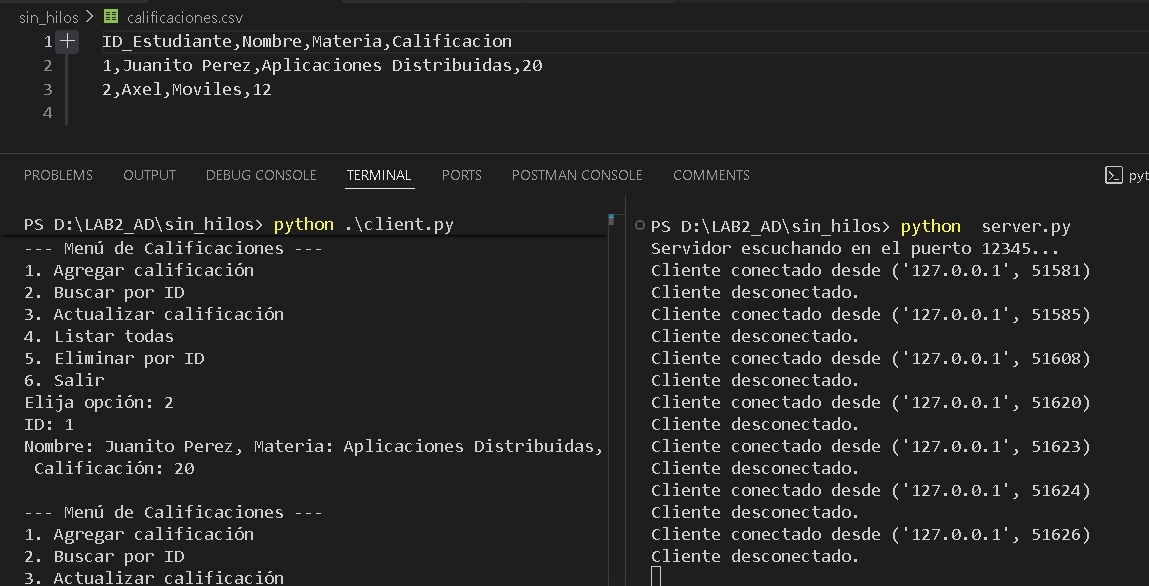 sin_hilos > calificaciones.csv
1 ID_Estudiante,Nombre,Materia,Calificacion
2 1,Juanito Perez,Aplicaciones Distribuidas,20
3 2,Axel,Moviles,12
4
PROBLEMS OUTPUT DEBUG CONSOLE TERMINAL PORTS POSTMAN CONSOLE COMMENTS pyt
PS D:\LAB2_AD\sin_hilos> python .\client.py
--- Menú de Calificaciones ---
1. Agregar calificación
2. Buscar por ID
3. Actualizar calificación
4. Listar todas
5. Eliminar por ID
6. Salir
Elija opción: 2
ID: 1
Nombre: Juanito Perez, Materia: Aplicaciones Distribuidas,
Calificación: 20
--- Menú de Calificaciones ---
1. Agregar calificación
2. Buscar por ID
3. Actualizar calificación
PS D:\LAB2_AD\sin_hilos> python  server.py
Servidor escuchando en el puerto 12345...
Cliente conectado desde ('127.0.0.1', 51581)
Cliente desconectado.
Cliente conectado desde ('127.0.0.1', 51585)
Cliente desconectado.
Cliente conectado desde ('127.0.0.1', 51608)
Cliente desconectado.
Cliente conectado desde ('127.0.0.1', 51620)
Cliente desconectado.
Cliente conectado desde ('127.0.0.1', 51623)
Cliente desconectado.
Cliente conectado desde ('127.0.0.1', 51624)
Cliente desconectado.
Cliente conectado desde ('127.0.0.1', 51626)
Cliente desconectado.